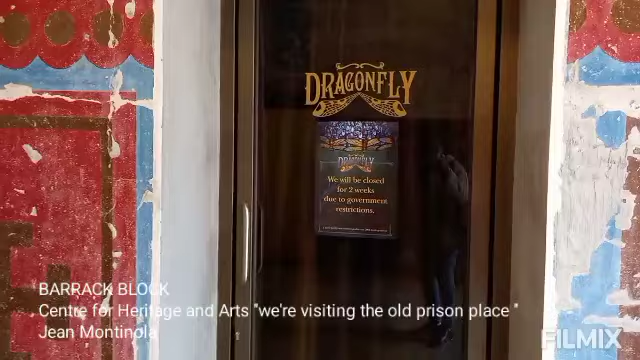 DRAGONFLY
DRAGONFLY
We will be closed
for 2 weeks
due to government
restrictions.
BARRACK BLOCK
Centre for Heritage and Arts "we're visiting the old prison place "
Jean Montinola
FILMIX